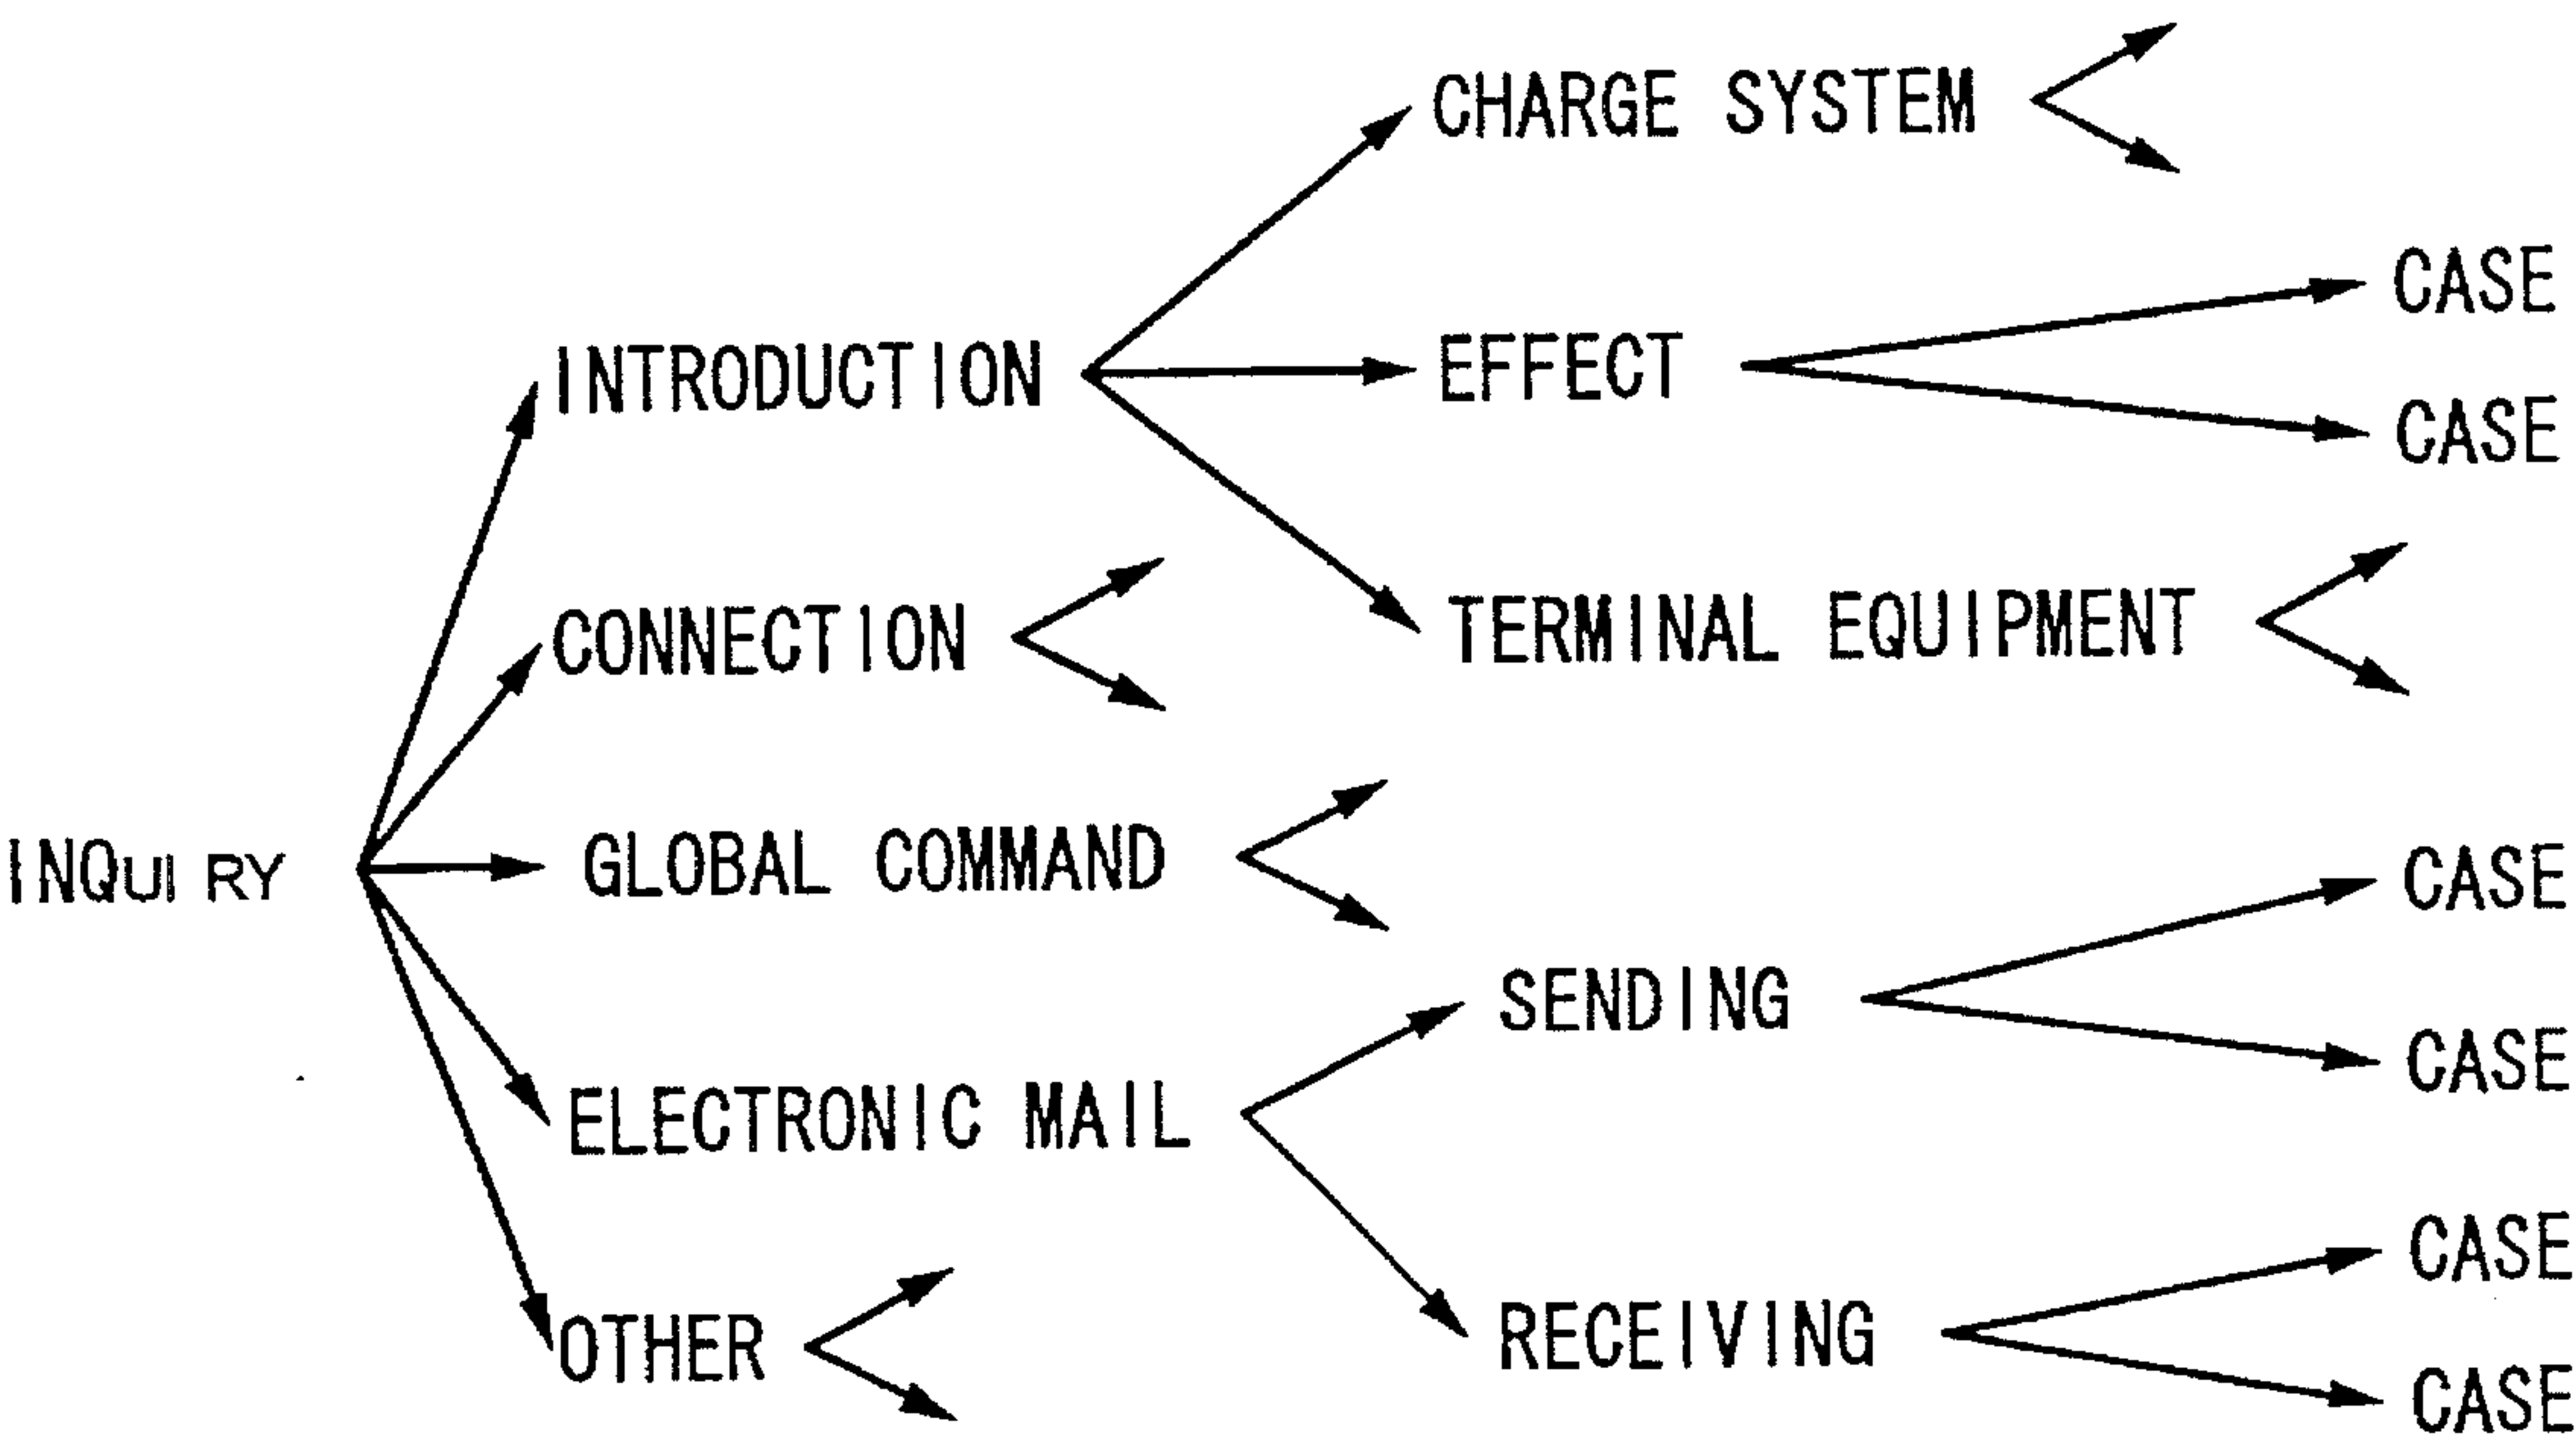 CHARGE SYSTEM
CASE
INTRODUCTION
EFFECT
CASE
CONNECTION
TERMINAL EQUIPMENT
INQUIRY
GLOBAL COMMAND
CASE
SENDING
CASE
ELECTRONIC MAIL
CASE
OTHER
RECEIVING
CASE